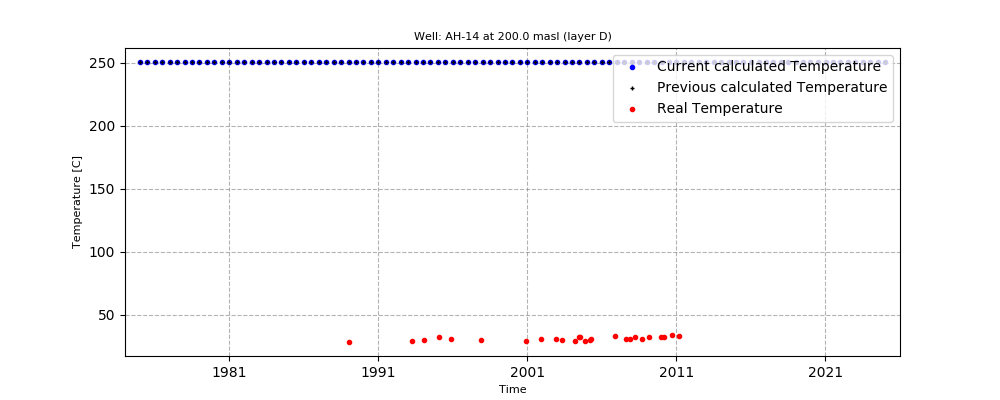 Well: AH-14 at 200.0 masl (layer D)
250
200
150
100
50
Temperature [C]
Current calculated Temperature
Previous calculated Temperature
Real Temperature
1981
1991
2001
2011
2021
Time